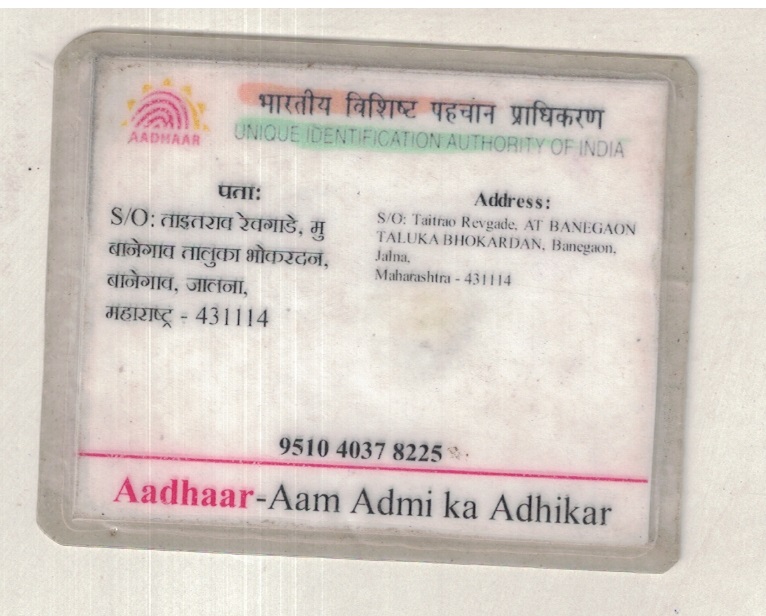 भारतीय विशिष्ट पहचान प्राधिकरण
AADHAAR
UNIQUE IDENTIFICATION AUTHORITY OF INDIA
पता:
S/O: ताइतराव रेवगाडे, मु
बानेगाव तालुका भोकरदन,
बानेगाव, जालना,
महाराष्ट्र - 431114
Address:
S/O: Taitrao Revgade, AT BANEGAON
TALUKA BHOKARDAN, Banegaon,
Jalna,
Maharashtra - 431114
9510 4037 8225
Aadhaar-Aam Admi ka Adhikar